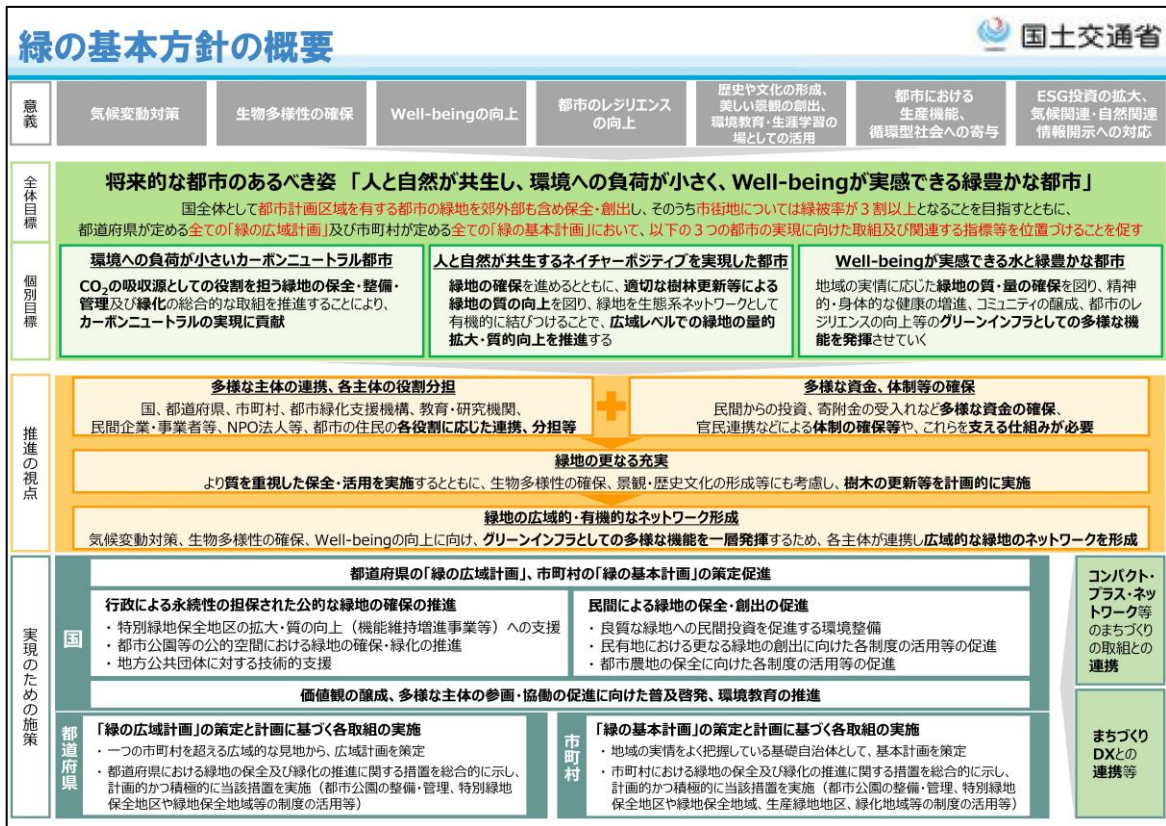 緑の基本方針の概要
国土交通省
意義
気候変動対策
生物多様性の確保
Well-beingの向上
都市のレジリエンス
の向上
歴史や文化の形成、
美しい景観の創出、
環境教育・生涯学習の
場としての活用
都市における
生産機能、
循環型社会への寄与
ESG投資の拡大、
気候関連・自然関連
情報開示への対応
全体目標
将来的な都市のあるべき姿 「人と自然が共生し、環境への負荷が小さく、Well-beingが実感できる緑豊かな都市」
国全体として都市計画区域を有する都市の緑地を郊外部も含め保全・創出し、そのうち市街地については緑被率が３割以上となることを目指すとともに、
都道府県が定める全ての「緑の広域計画」及び市町村が定める全ての「緑の基本計画」において、以下の３つの都市の実現に向けた取組及び関連する指標等を位置づけることを促す
個別目標
環境への負荷が小さいカーボンニュートラル都市
CO2の吸収源としての役割を担う緑地の保全・整備・
管理及び緑化の総合的な取組を推進することにより、
カーボンニュートラルの実現に貢献
人と自然が共生するネイチャーポジティブを実現した都市
緑地の確保を進めるとともに、適切な樹林更新等による
緑地の質の向上を図り、緑地を生態系ネットワークとして
有機的に結びつけることで、広域レベルでの緑地の量的
拡大・質的向上を推進する
Well-beingが実感できる水と緑豊かな都市
地域の実情に応じた緑地の質・量の確保を図り、精神
的・身体的な健康の増進、コミュニティの醸成、都市のレ
ジリエンスの向上等のグリーンインフラとしての多様な機
能を発揮させていく
推進の視点
多様な主体の連携、各主体の役割分担
国、都道府県、市町村、都市緑化支援機構、教育・研究機関、
民間企業・事業者等、NPO法人等、都市の住民の各役割に応じた連携、分担等
多様な資金、体制等の確保
民間からの投資、寄附金の受入れなど多様な資金の確保、
官民連携などによる体制の確保等や、これらを支える仕組みが必要
緑地の更なる充実
より質を重視した保全・活用を実施するとともに、生物多様性の確保、景観・歴史文化の形成等にも考慮し、樹木の更新等を計画的に実施
緑地の広域的・有機的なネットワーク形成
気候変動対策、生物多様性の確保、Well-beingの向上に向け、グリーンインフラとしての多様な機能を一層発揮するため、各主体が連携し広域的な緑地のネットワークを形成
実現のための施策
国
都道府県の「緑の広域計画」、市町村の「緑の基本計画」の策定促進
行政による永続性の担保された公的な緑地の確保の推進
・特別緑地保全地区の拡大・質の向上（機能維持増進事業等）への支援
・都市公園等の公的空間における緑地の確保・緑化の推進
・地方公共団体に対する技術的支援
民間による緑地の保全・創出の促進
・良質な緑地への民間投資を促進する環境整備
・民有地における更なる緑地の創出に向けた各制度の活用等の促進
・都市農地の保全に向けた各制度の活用等の促進
価値観の醸成、多様な主体の参画・協働の促進に向けた普及啓発、環境教育の推進
都道府県
「緑の広域計画」の策定と計画に基づく各取組の実施
・一つの市町村を超える広域的な見地から、広域計画を策定
・都道府県における緑地の保全及び緑化の推進に関する措置を総合的に示し、
計画的かつ積極的に当該措置を実施（都市公園の整備・管理、特別緑地
保全地区や緑地保全地域等の制度の活用等）
市町村
「緑の基本計画」の策定と計画に基づく各取組の実施
・地域の実情をよく把握している基礎自治体として、基本計画を策定
・市町村における緑地の保全及び緑化の推進に関する措置を総合的に示し、
計画的かつ積極的に当該措置を実施（都市公園の整備・管理、特別緑地
保全地区や緑地保全地域、生産緑地地区、緑化地域等の制度の活用等）
コンパクト・
プラス・ネッ
トワーク等
のまちづくり
の取組との
連携
まちづくり
DXとの
連携等